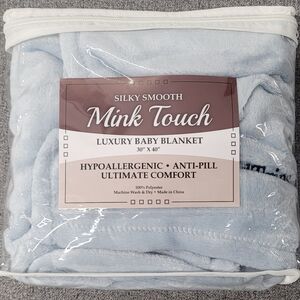 SILKY SMOOTH
Mink Touch
LUXURY BABY BLANKET
30" X 40"
HYPOALLERGENIC • ANTI-PILL
ULTIMATE COMFORT
100% Polyester
Machine Wash & Dry • Made in China